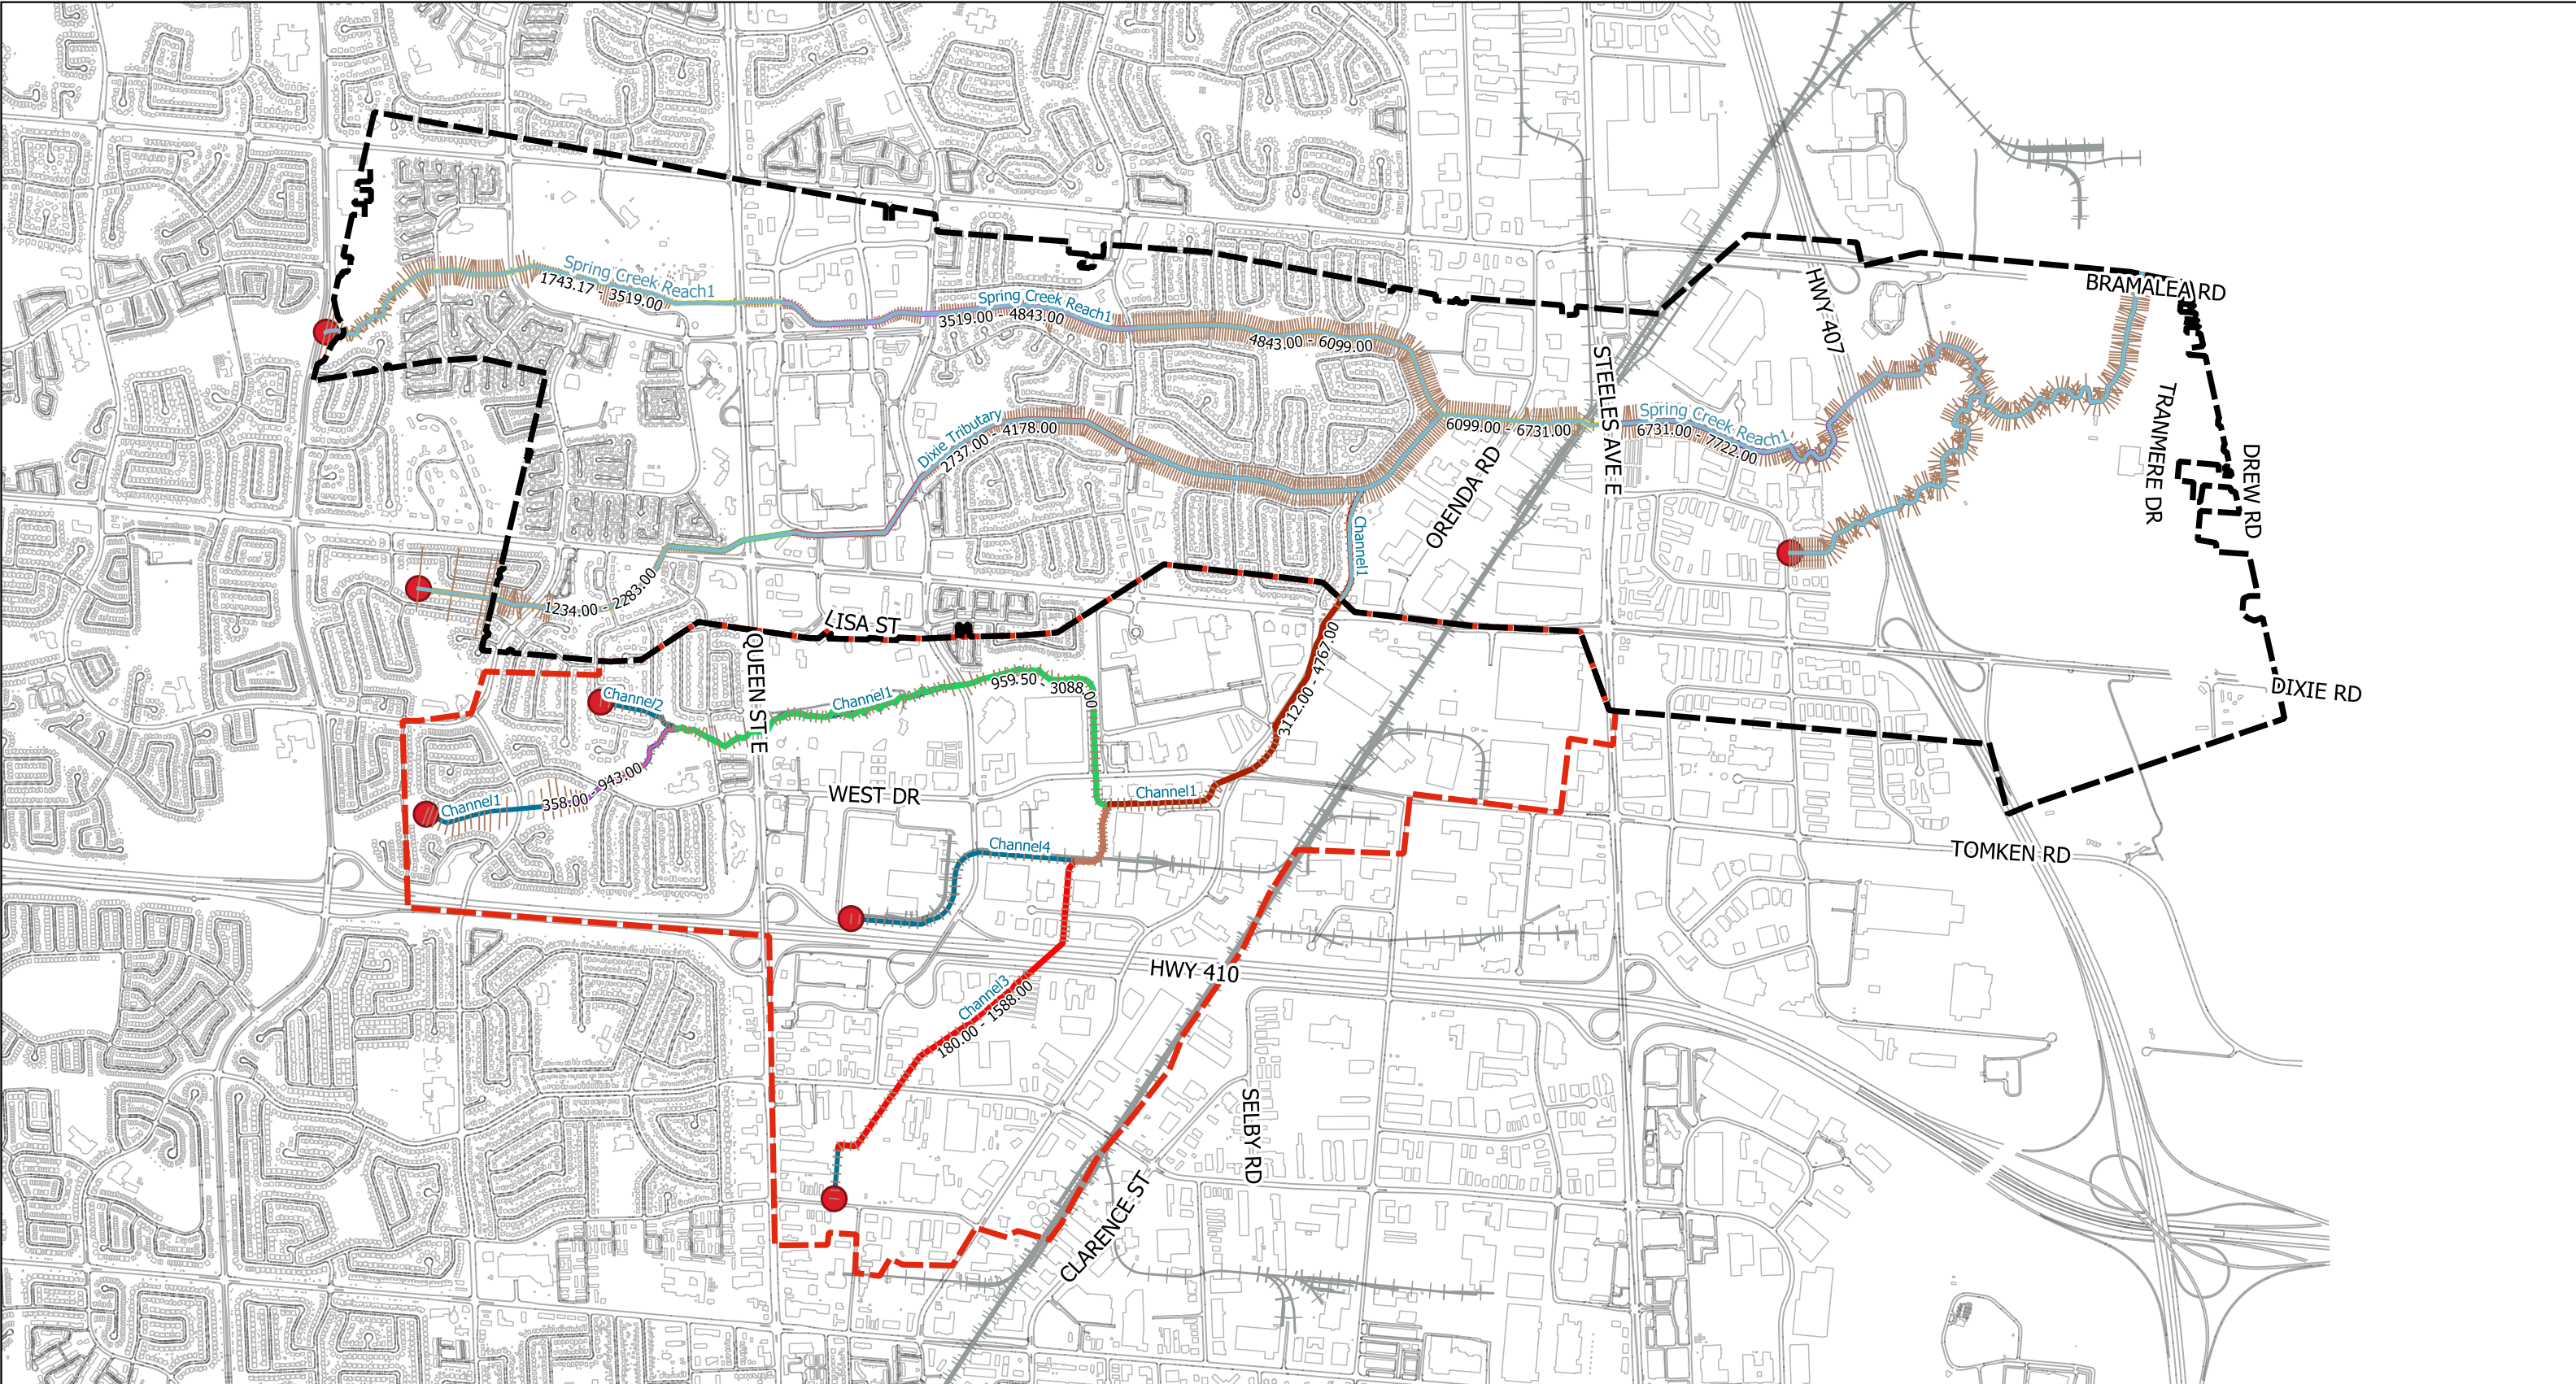 Spring Creek Reach1
1743.17 - 3519.00
Spring Creek Reach1
3519.00 - 4843.00
4843.00 - 6099.00
BRAMALEA RD
HWY 407
STEELES AVE E
Spring Creek Reach1
6731.00 - 7722.00
6099.00 - 6731.00
Dixie Tributary
2737.00 - 4178.00
ORENDA RD
TRANMERE DR
DREW RD
Channel1
1234.00 - 2283.00
LISA ST
QUEEN ST E
Channel2
Channel1
959.50 - 3088.00
3112.00 - 4767.00
DIXIE RD
Channel1
358.00 - 943.00
WEST DR
Channel1
Channel4
TOMKEN RD
HWY 410
Channel3
180.00 - 1588.00
SELBY RD
CLARENCE ST